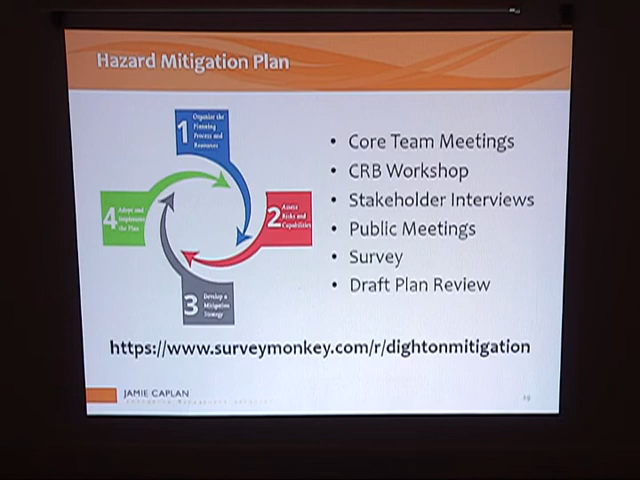 Hazard Mitigation Plan
1
Organize the
Planning
Process and
Resources
4
Adopt and
Implement
the Plan
2
Assess
Risks and
Capabilities
3
Develop a
Mitigation
Strategy
• Core Team Meetings
• CRB Workshop
• Stakeholder Interviews
• Public Meetings
• Survey
• Draft Plan Review
https://www.surveymonkey.com/r/dightonmitigation
JAMIE CAPLAN